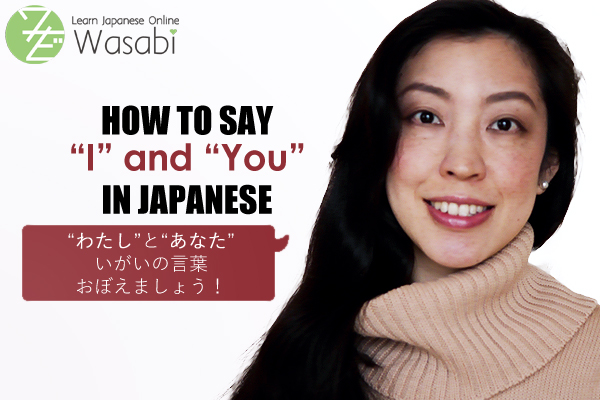 Learn Japanese Online
Wasabi
HOW TO SAY
“I” and “You”
IN JAPANESE
“わたし”と“あなた”
いがいの言葉
おぼえましょう！